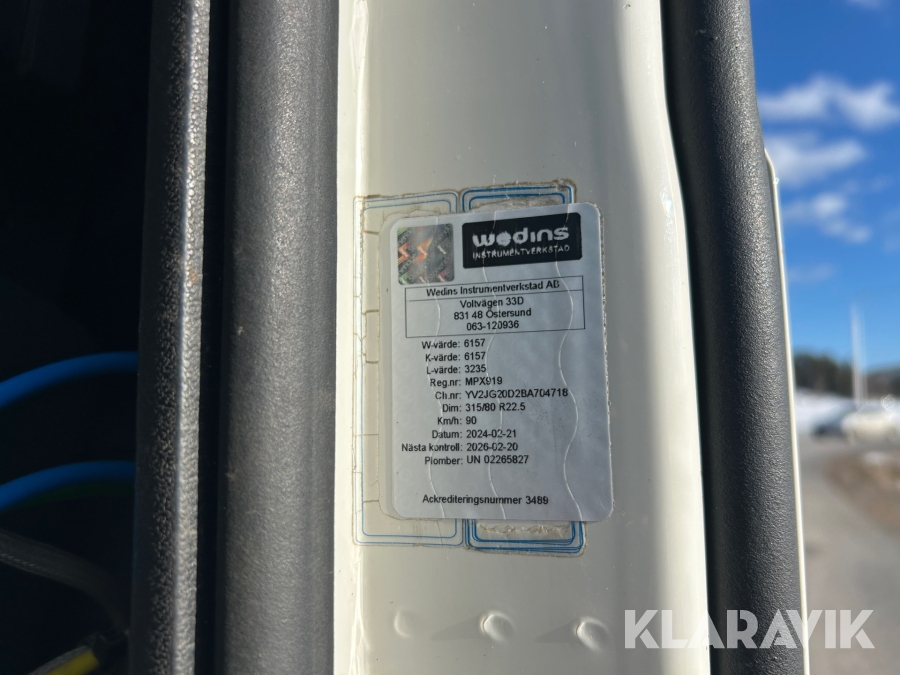 wedins
INSTRUMENTVERKSTAD
Wedins Instrumentverkstad AB
Voltvägen 33D
831 48 Östersund
063-120936
W-värde: 6157
K-värde: 6157
L-värde: 3235
Reg.nr: MPX919
Ch.nr: YV2JG20D2BA704718
Dim: 315/80 R22.5
Km/h: 90
Datum: 2024-02-21
Nästa kontroll: 2026-02-20
Plomber: UN 02265827
Ackrediteringsnummer 3489
KLARAVIK